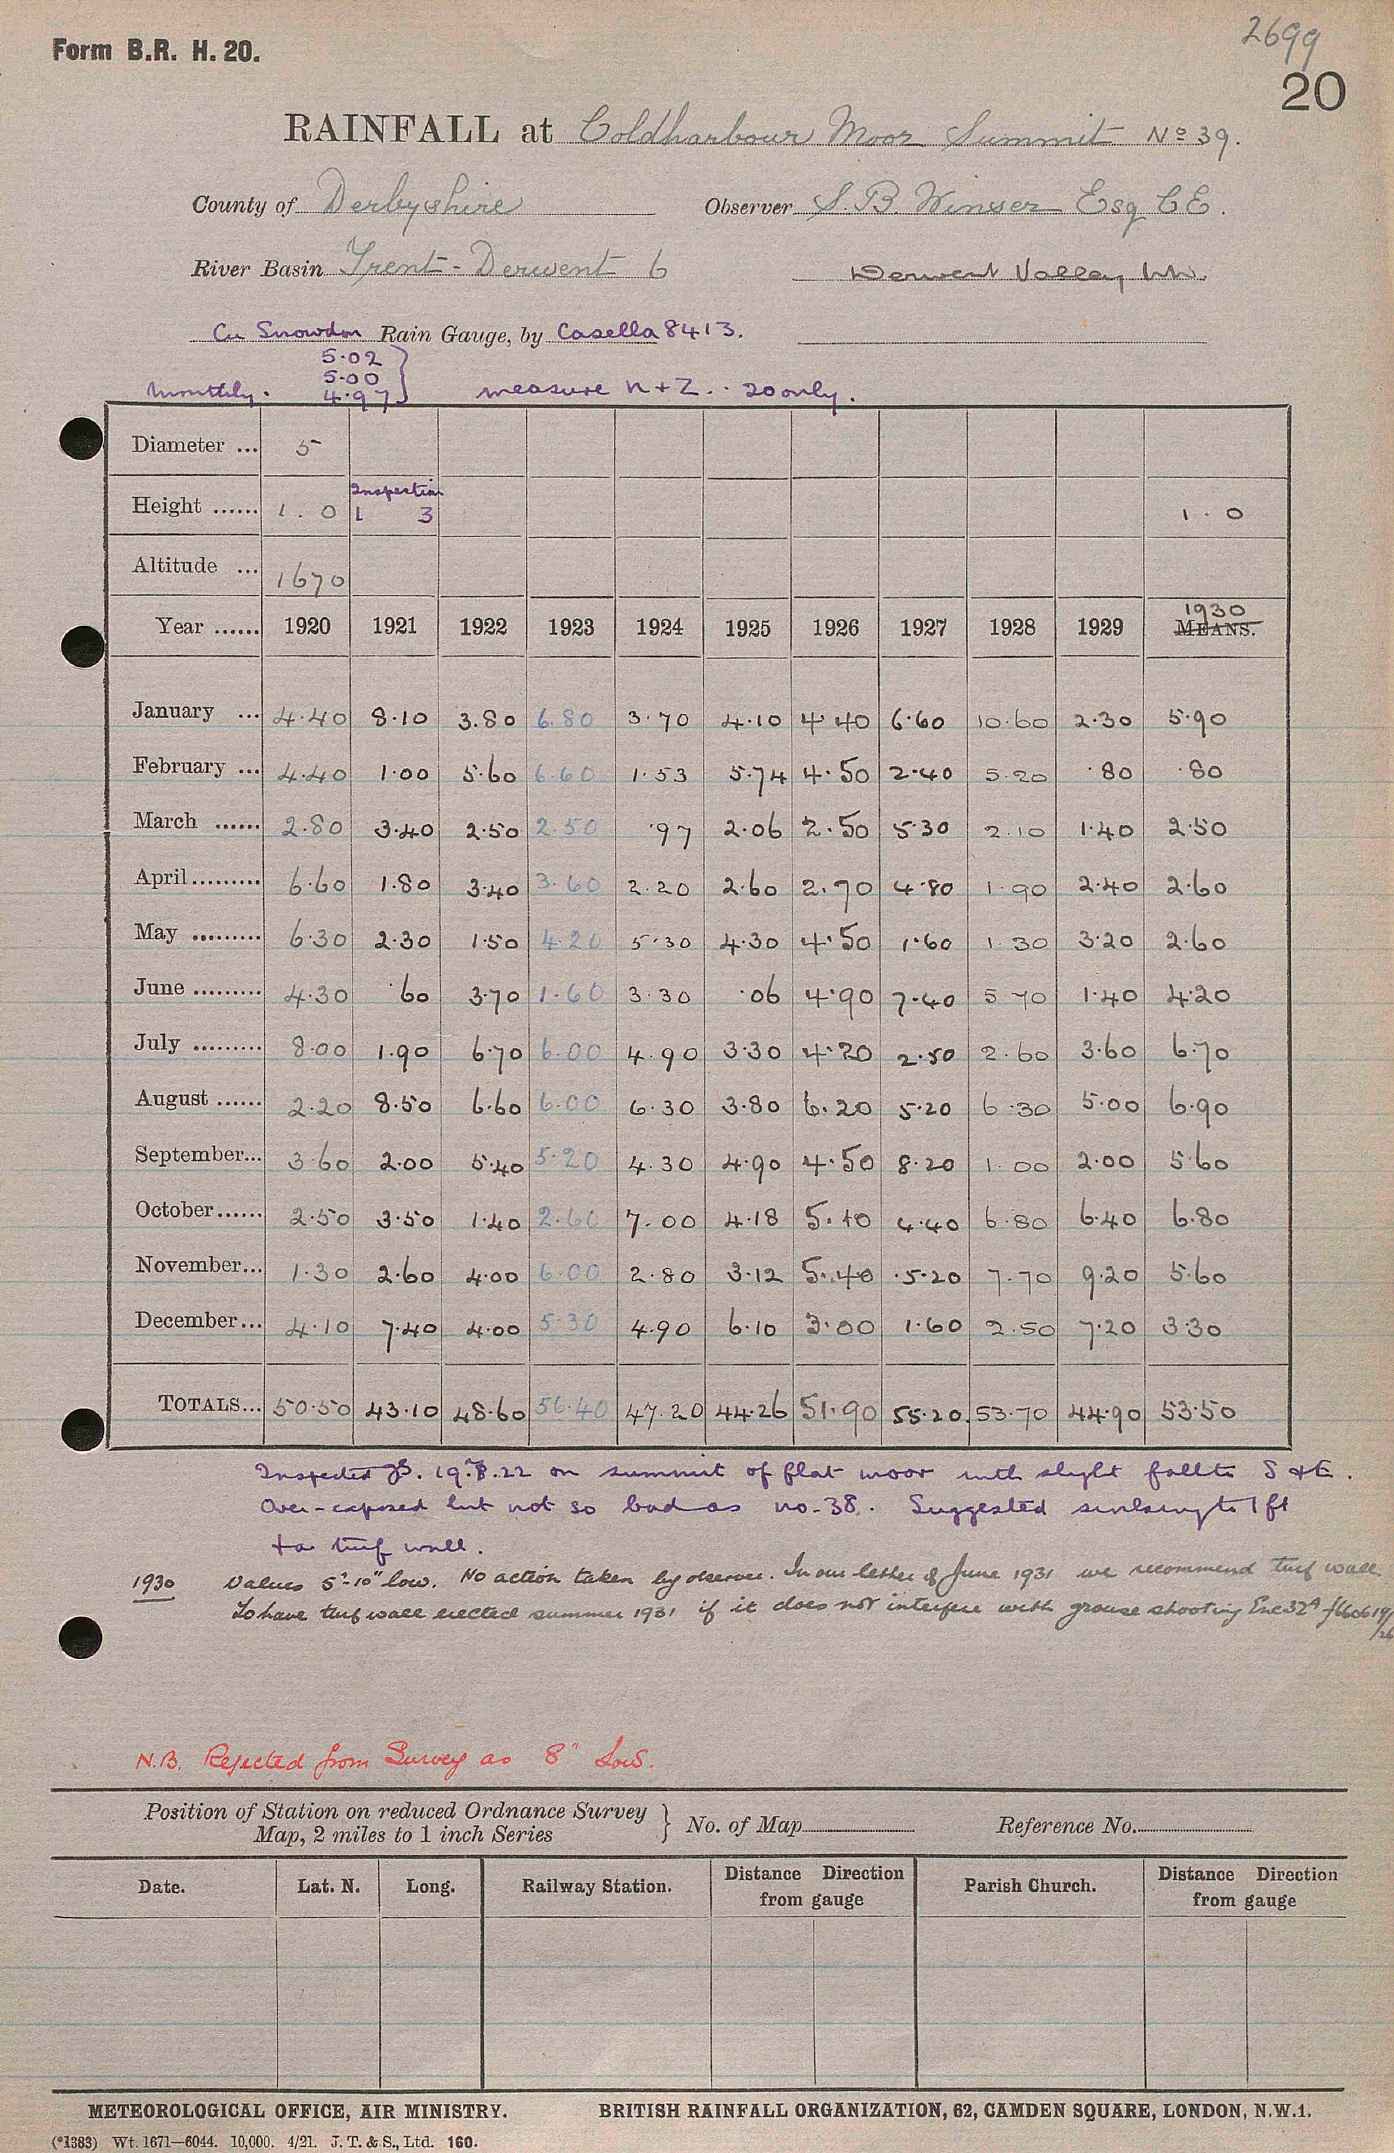 2699
Form B.R. H. 20.
20
RAINFALL at Coldharbour Moor Summit No 39.
County of Derbyshire Observer S. B. Winser Esq CE.
River Basin Trent - Derwent 6 Derwent Valley WW.
Cu Snowdon Rain Gauge, by Casella 8413.
5.02
5.00
monthly. 4.97 } measure n + Z. . 20 only.
Diameter ... 5
Inspection
Height ...... 1 . 0 1 3 1 . 0
Altitude ... 1670
1930
Year ...... 1920 1921 1922 1923 1924 1925 1926 1927 1928 1929 MEANS.
January ... 4.40 8.10 3.80 6.80 3.70 4.10 4.40 6.60 10.60 2.30 5.90
February ... 4.40 1.00 5.60 6.60 1.53 5.74 4.50 2.40 5.20 .80 .80
March ...... 2.80 3.40 2.50 2.50 .97 2.06 2.50 5.30 2.10 1.40 2.50
April ......... 6.60 1.80 3.40 3.60 2.20 2.60 2.70 4.80 1.90 2.40 2.60
May ......... 6.30 2.30 1.50 4.20 5.30 4.30 4.50 1.60 1.30 3.20 2.60
June ......... 4.30 .60 3.70 1.60 3.30 .06 4.90 7.40 5 70 1.40 4.20
July ......... 8.00 1.90 6.70 6.00 4.90 3.30 4.20 2.50 2.60 3.60 6.70
August ...... 2.20 8.50 6.60 6.00 6.30 3.80 6.20 5.20 6.30 5.00 6.90
September... 3.60 2.00 5.40 5.20 4.30 4.90 4.50 8.20 1.00 2.00 5.60
October ...... 2.50 3.50 1.40 2.60 7.00 4.18 5.10 4.40 6.80 6.40 6.80
November... 1.30 2.60 4.00 6.00 2.80 3.12 5.40 .5.20 7.70 9.20 5.60
December... 4.10 7.40 4.00 5.30 4.90 6.10 3.00 1.60 2.50 7.20 3.30
TOTALS... 50.50 43.10 48.60 56.40 47.20 44.26 51.90 55.20. 53.70 44.90 53.50
Inspected 19.7.22 on summit of flat moor with slight fall to S & E.
Over-exposed but not so bad as no. 38. Suggested sinking to 1 ft
+ a turf wall.
1930 Values 5"-10" low. No action taken by observer. In our letter of June 1931 we recommend turf wall.
To have turf wall erected summer 1931 if it does not interfere with grouse shooting
N.B. Rejected from Survey as 8" low.
Position of Station on reduced Ordnance Survey
Map, 2 miles to 1 inch Series } No. of Map Reference No.
Date. Lat. N. Long. Railway Station. Distance Direction from gauge Parish Church. Distance Direction from gauge
METEOROLOGICAL OFFICE, AIR MINISTRY. BRITISH RAINFALL ORGANIZATION, 62, CAMDEN SQUARE, LONDON, N.W.1.
(*1383) Wt. 1671—6044. 10,000. 4/21. J. T. & S., Ltd. 160.